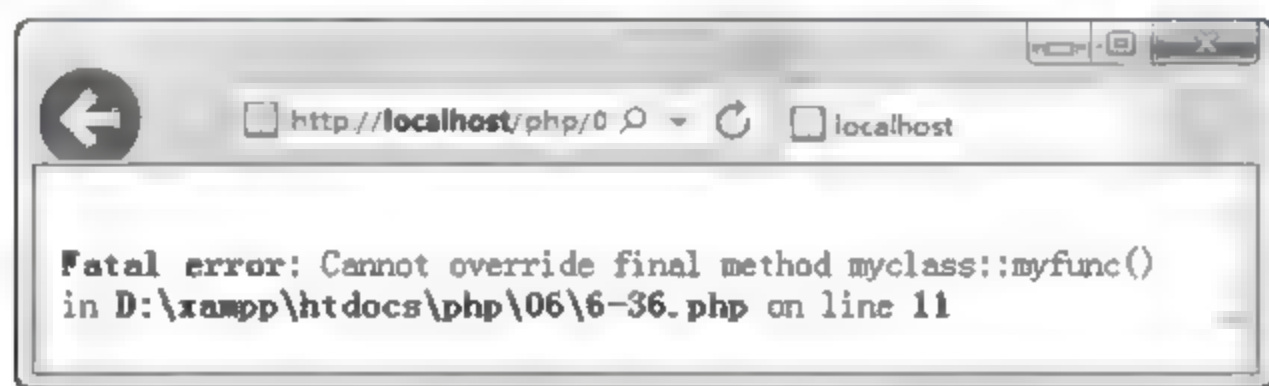 http://localhost/php/0
localhost
Fatal error: Cannot override final method myclass::myfunc()
in D:\xampp\htdocs\php\06\6-36.php on line 11